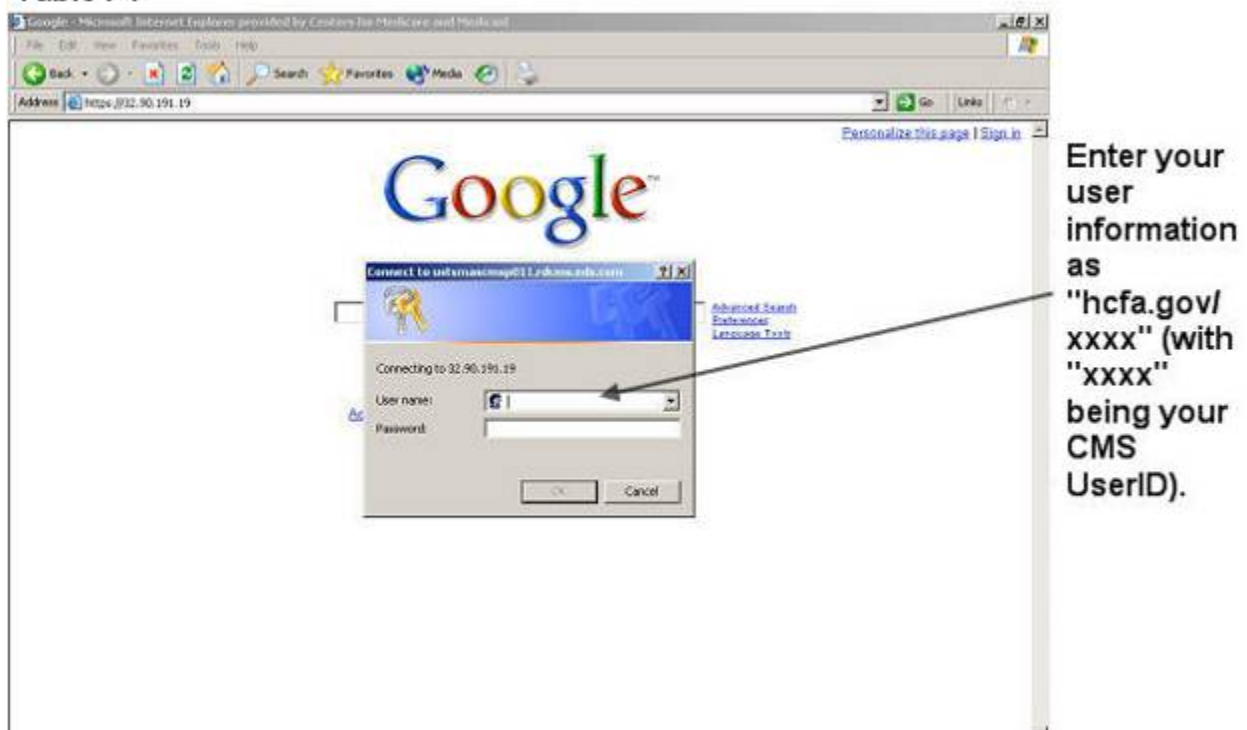 Google - Microsoft Internet Explorer provided by Centers for Medicare and Medicaid
File Edit View Favorites Tools Help
Back Search Favorites Media
Address https://32.90.191.19 Go Links
Personalize this page | Sign in
Google™
Connect to
Advanced Search
Preferences
Language Tools
Connecting to 32.90.191.19
User name:
Password:
OK Cancel
Enter your
user
information
as
"hcfa.gov/
xxxx" (with
"xxxx"
being your
CMS
UserID).